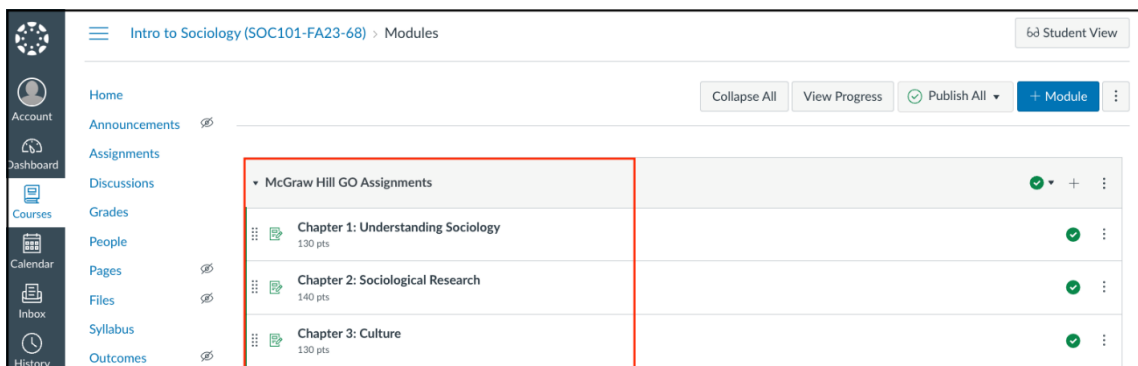 Intro to Sociology (SOC101-FA23-68) > Modules
Student View
Account
Dashboard
Courses
Calendar
Inbox
History
Home
Announcements
Assignments
Discussions
Grades
People
Pages
Files
Syllabus
Outcomes
Collapse All
View Progress
Publish All
+ Module
McGraw Hill GO Assignments
Chapter 1: Understanding Sociology
130 pts
Chapter 2: Sociological Research
140 pts
Chapter 3: Culture
130 pts